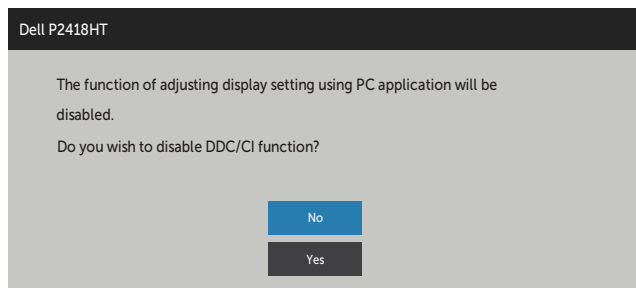 Dell P2418HT
The function of adjusting display setting using PC application will be
disabled.
Do you wish to disable DDC/CI function?
No
Yes